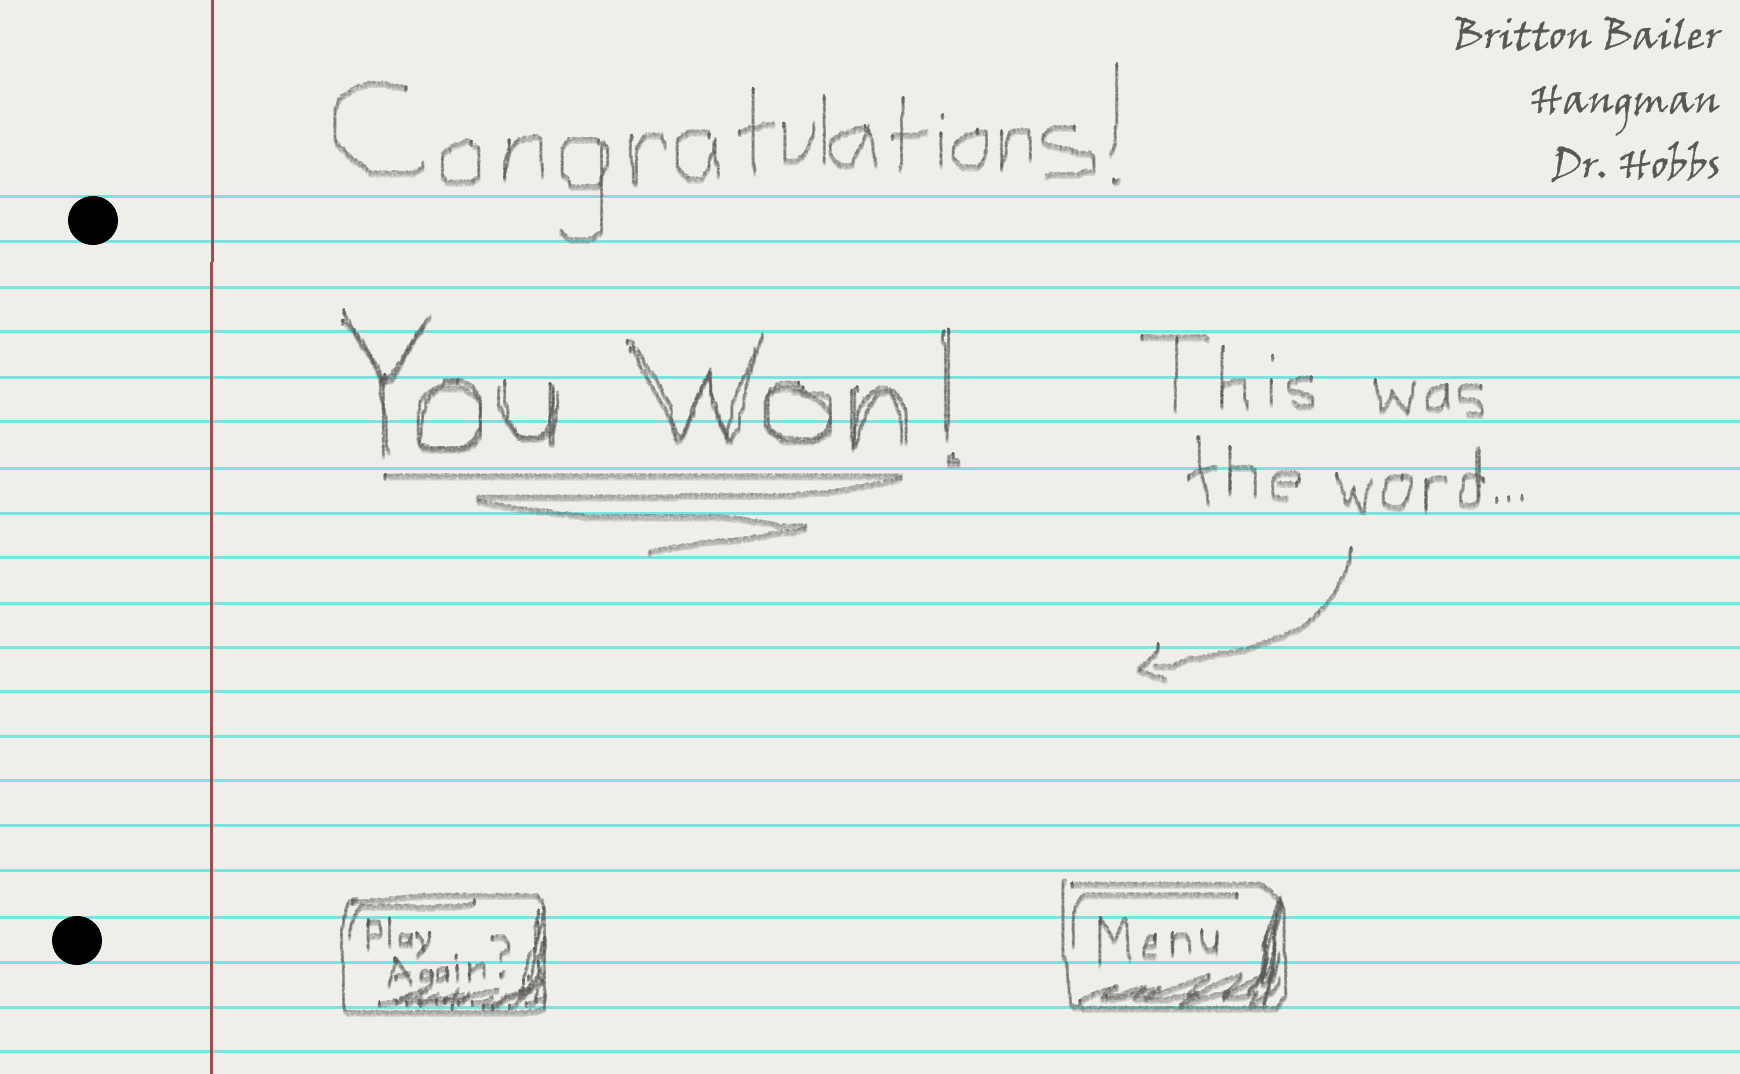 Britton Bailer
Hangman
Dr. Hobbs
Congratulations!
You Won!
This was
the word...
Play
Again?
Menu